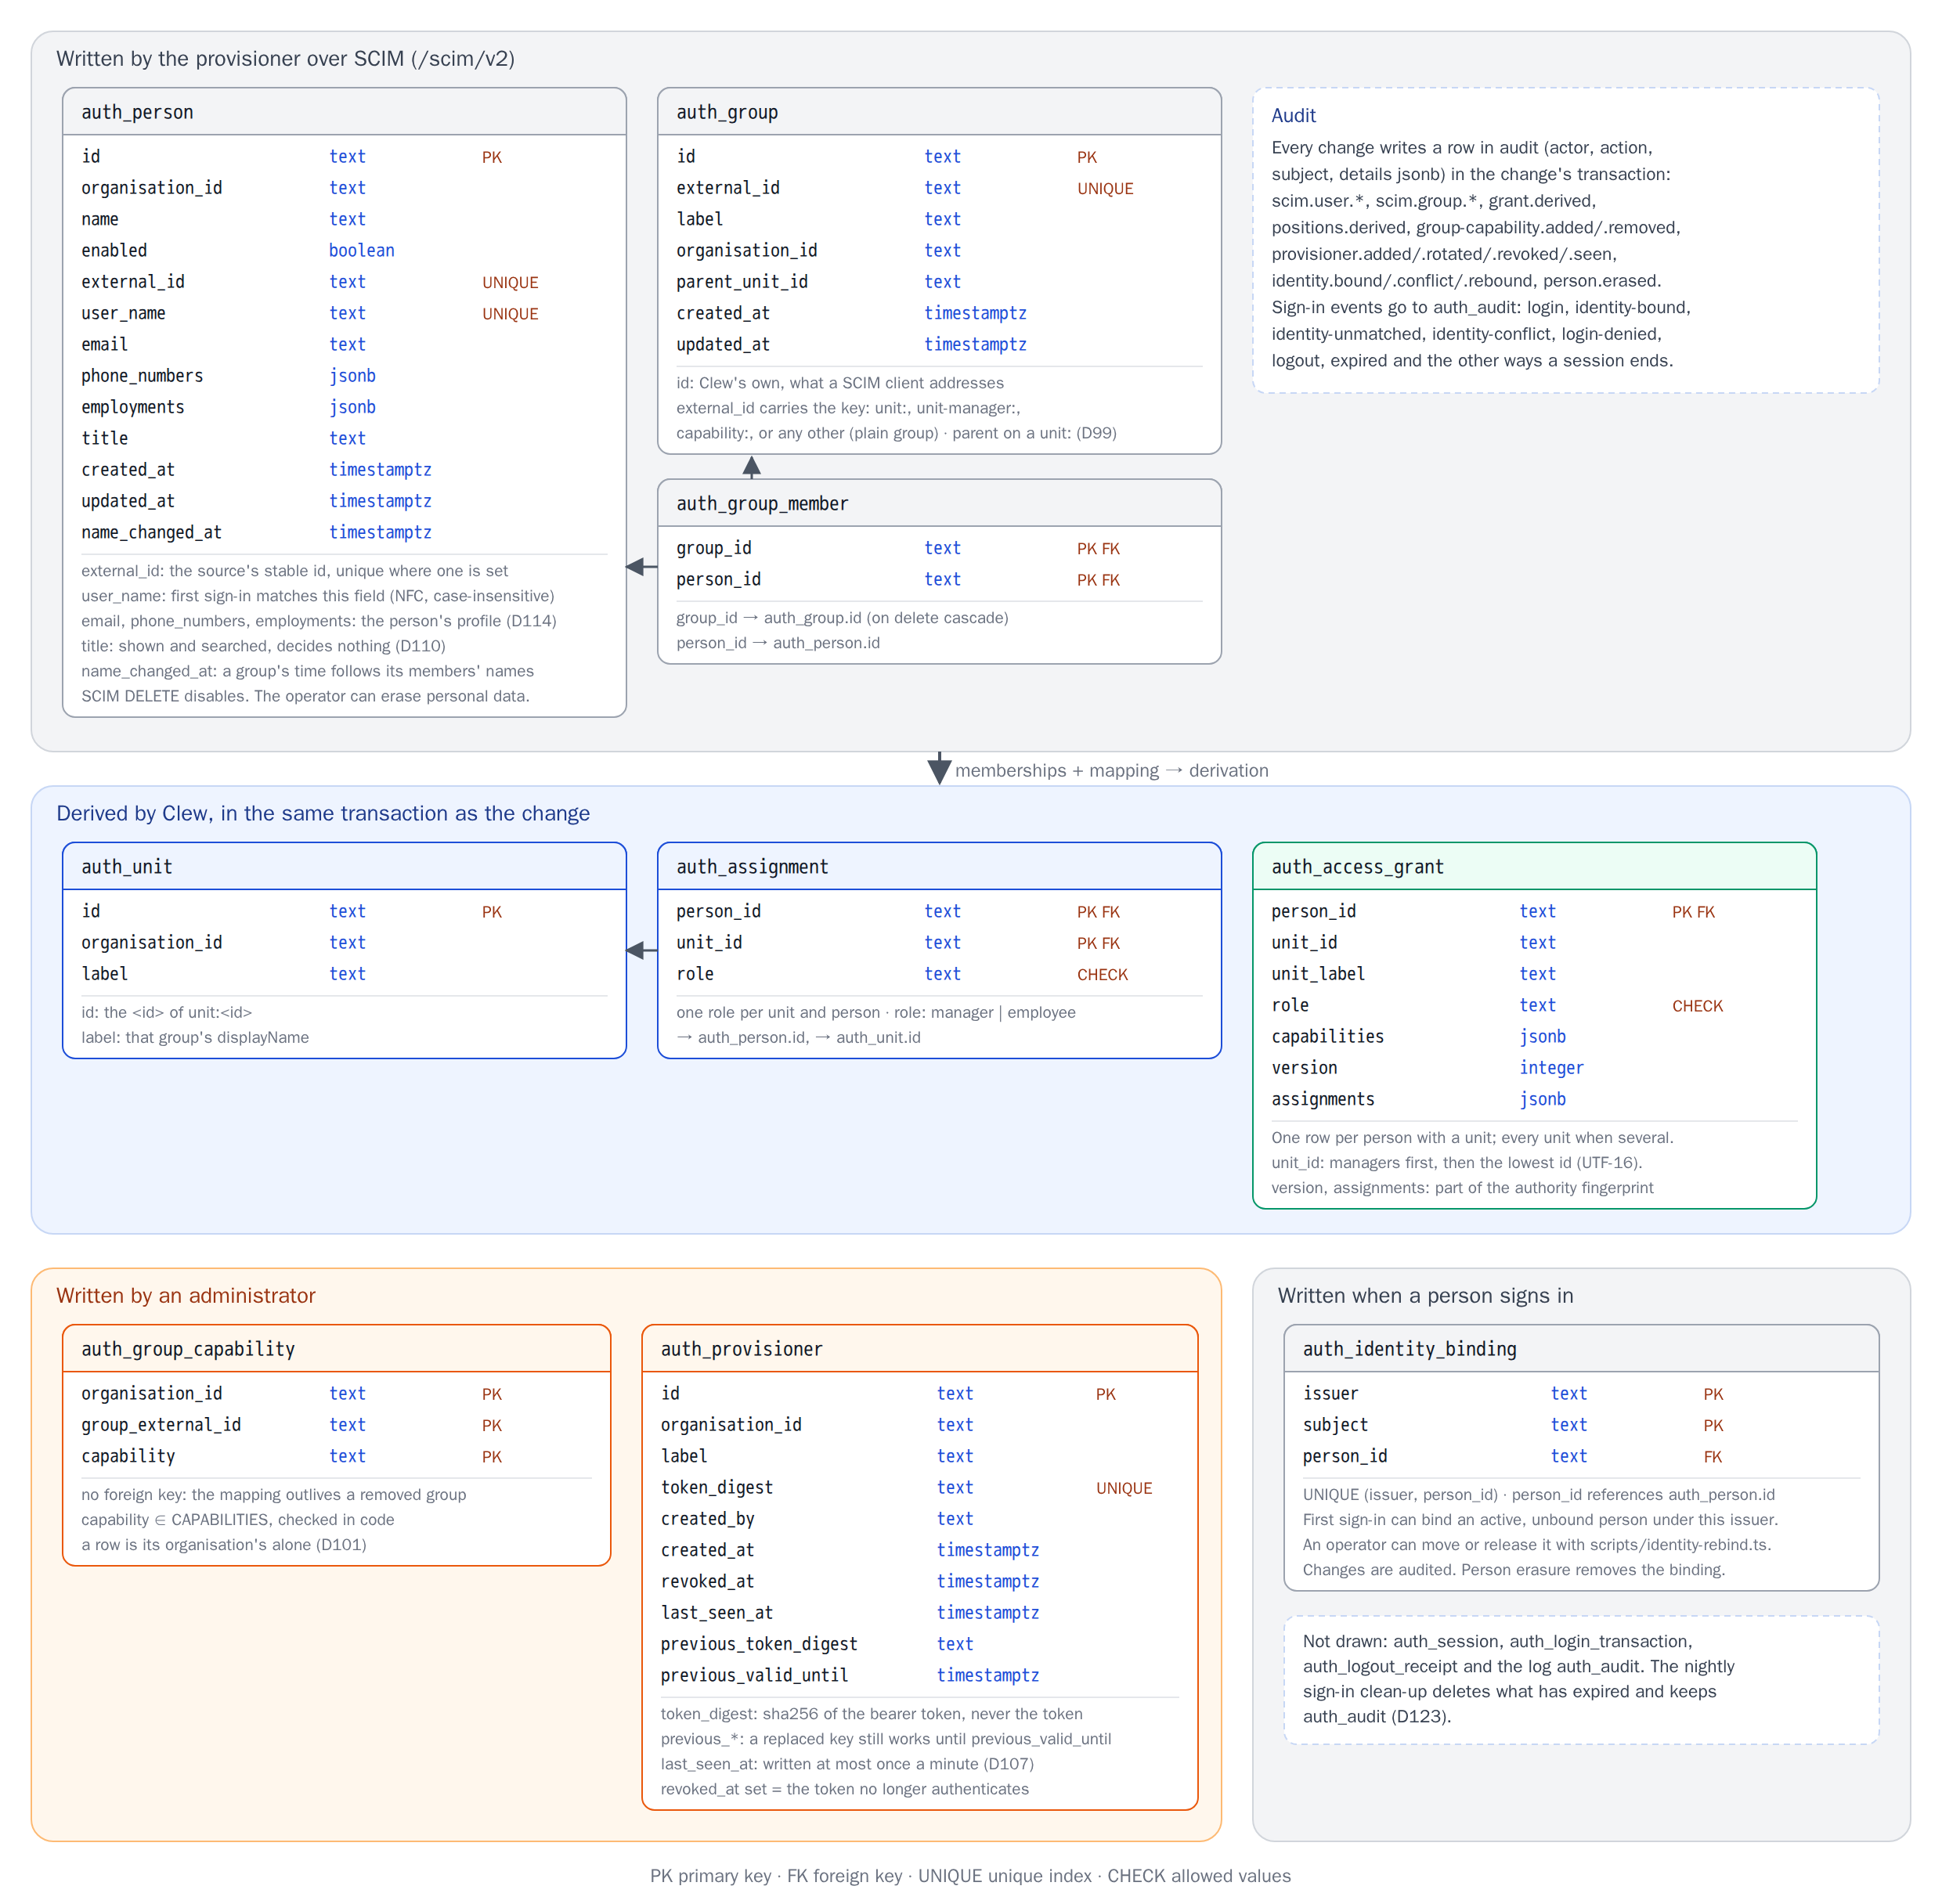 Written by the provisioner over SCIM (/scim/v2)
auth_person
id text PK
organisation_id text
name text
enabled boolean
external_id text UNIQUE
user_name text UNIQUE
email text
phone_numbers jsonb
employments jsonb
title text
created_at timestamptz
updated_at timestamptz
name_changed_at timestamptz
external_id: the source's stable id, unique where one is set
user_name: first sign-in matches this field (NFC, case-insensitive)
email, phone_numbers, employments: the person's profile (D114)
title: shown and searched, decides nothing (D110)
name_changed_at: a group's time follows its members' names
SCIM DELETE disables. The operator can erase personal data.
auth_group
id text PK
external_id text UNIQUE
label text
organisation_id text
parent_unit_id text
created_at timestamptz
updated_at timestamptz
id: Clew's own, what a SCIM client addresses
external_id carries the key: unit:, unit-manager:,
capability:, or any other (plain group) · parent on a unit: (D99)
auth_group_member
group_id text PK FK
person_id text PK FK
group_id → auth_group.id (on delete cascade)
person_id → auth_person.id
Audit
Every change writes a row in audit (actor, action,
subject, details jsonb) in the change's transaction:
scim.user.*, scim.group.*, grant.derived,
positions.derived, group-capability.added/.removed,
provisioner.added/.rotated/.revoked/.seen,
identity.bound/.conflict/.rebound, person.erased.
Sign-in events go to auth_audit: login, identity-bound,
identity-unmatched, identity-conflict, login-denied,
logout, expired and the other ways a session ends.
memberships + mapping → derivation
Derived by Clew, in the same transaction as the change
auth_unit
id text PK
organisation_id text
label text
id: the <id> of unit:<id>
label: that group's displayName
auth_assignment
person_id text PK FK
unit_id text PK FK
role text CHECK
one role per unit and person · role: manager | employee
→ auth_person.id, → auth_unit.id
auth_access_grant
person_id text PK FK
unit_id text
unit_label text
role text CHECK
capabilities jsonb
version integer
assignments jsonb
One row per person with a unit; every unit when several.
unit_id: managers first, then the lowest id (UTF-16).
version, assignments: part of the authority fingerprint
Written by an administrator
auth_group_capability
organisation_id text PK
group_external_id text PK
capability text PK
no foreign key: the mapping outlives a removed group
capability ∈ CAPABILITIES, checked in code
a row is its organisation's alone (D101)
auth_provisioner
id text PK
organisation_id text
label text
token_digest text UNIQUE
created_by text
created_at timestamptz
revoked_at timestamptz
last_seen_at timestamptz
previous_token_digest text
previous_valid_until timestamptz
token_digest: sha256 of the bearer token, never the token
previous_*: a replaced key still works until previous_valid_until
last_seen_at: written at most once a minute (D107)
revoked_at set = the token no longer authenticates
Written when a person signs in
auth_identity_binding
issuer text PK
subject text PK
person_id text FK
UNIQUE (issuer, person_id) · person_id references auth_person.id
First sign-in can bind an active, unbound person under this issuer.
An operator can move or release it with scripts/identity-rebind.ts.
Changes are audited. Person erasure removes the binding.
Not drawn: auth_session, auth_login_transaction,
auth_logout_receipt and the log auth_audit. The nightly
sign-in clean-up deletes what has expired and keeps
auth_audit (D123).
PK primary key · FK foreign key · UNIQUE unique index · CHECK allowed values